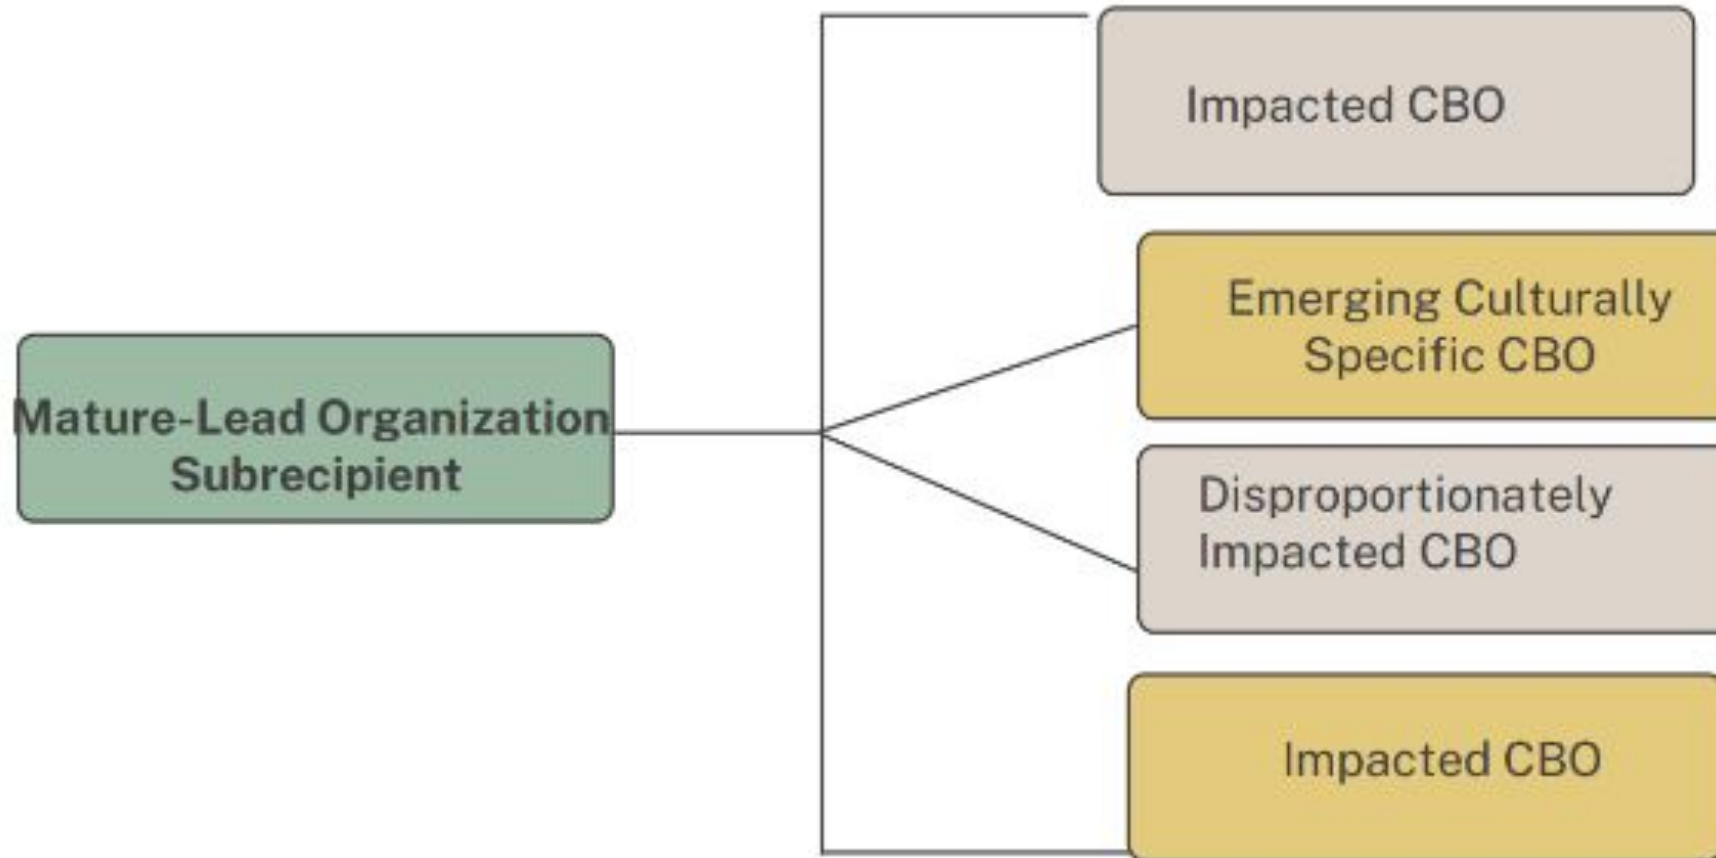 Impacted CBO
Emerging Culturally
Specific CBO
Mature-Lead Organization
Subrecipient
Disproportionately
Impacted CBO
Impacted CBO